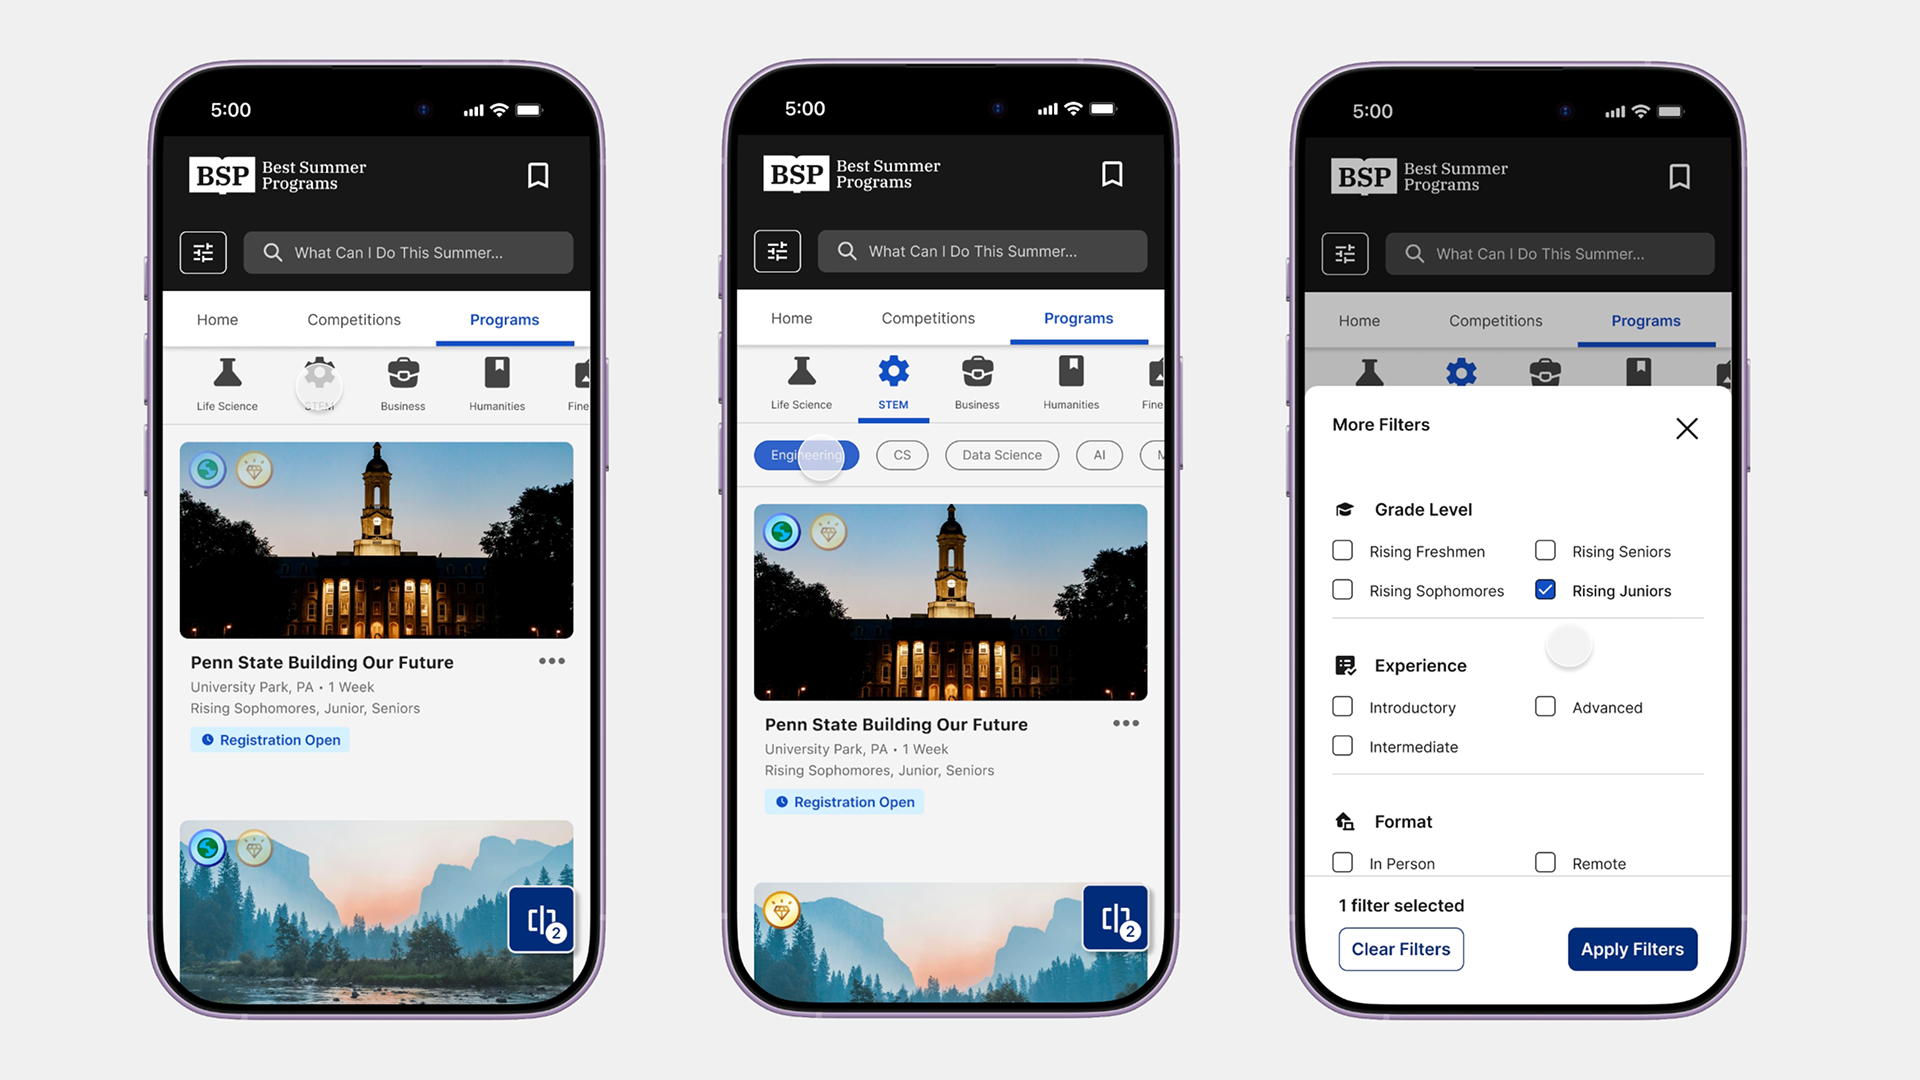 5:00
BSP Best Summer
Programs
What Can I Do This Summer...
Home Competitions Programs
Life Science STEM Business Humanities Fine
Penn State Building Our Future
University Park, PA • 1 Week
Rising Sophomores, Junior, Seniors
Registration Open
2
5:00
BSP Best Summer
Programs
What Can I Do This Summer...
Home Competitions Programs
Life Science STEM Business Humanities Fine
Engineering CS Data Science AI M
Penn State Building Our Future
University Park, PA • 1 Week
Rising Sophomores, Junior, Seniors
Registration Open
2
5:00
BSP Best Summer
Programs
What Can I Do This Summer...
Home Competitions Programs
More Filters
Grade Level
Rising Freshmen Rising Seniors
Rising Sophomores Rising Juniors
Experience
Introductory Advanced
Intermediate
Format
In Person Remote
1 filter selected
Clear Filters Apply Filters